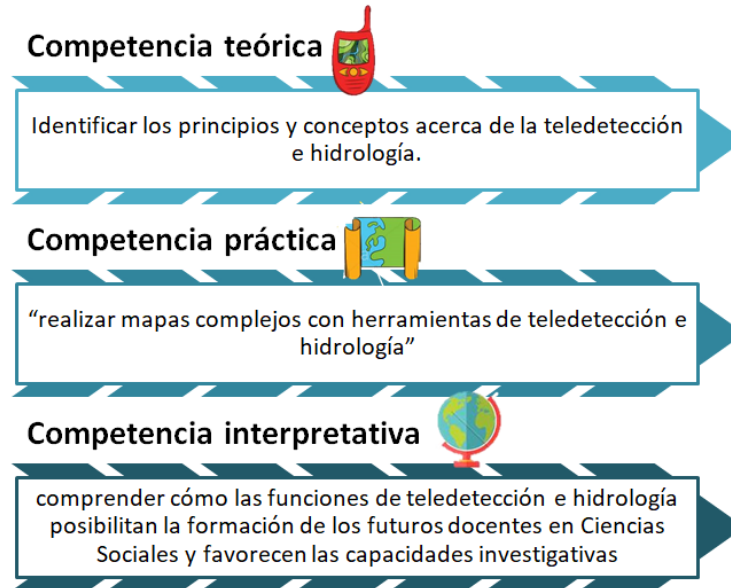 Competencia teórica
Identificar los principios y conceptos acerca de la teledetección
e hidrología.
Competencia práctica
“realizar mapas complejos con herramientas de teledetección e
hidrología”
Competencia interpretativa
comprender cómo las funciones de teledetección e hidrología
posibilitan la formación de los futuros docentes en Ciencias
Sociales y favorecen las capacidades investigativas